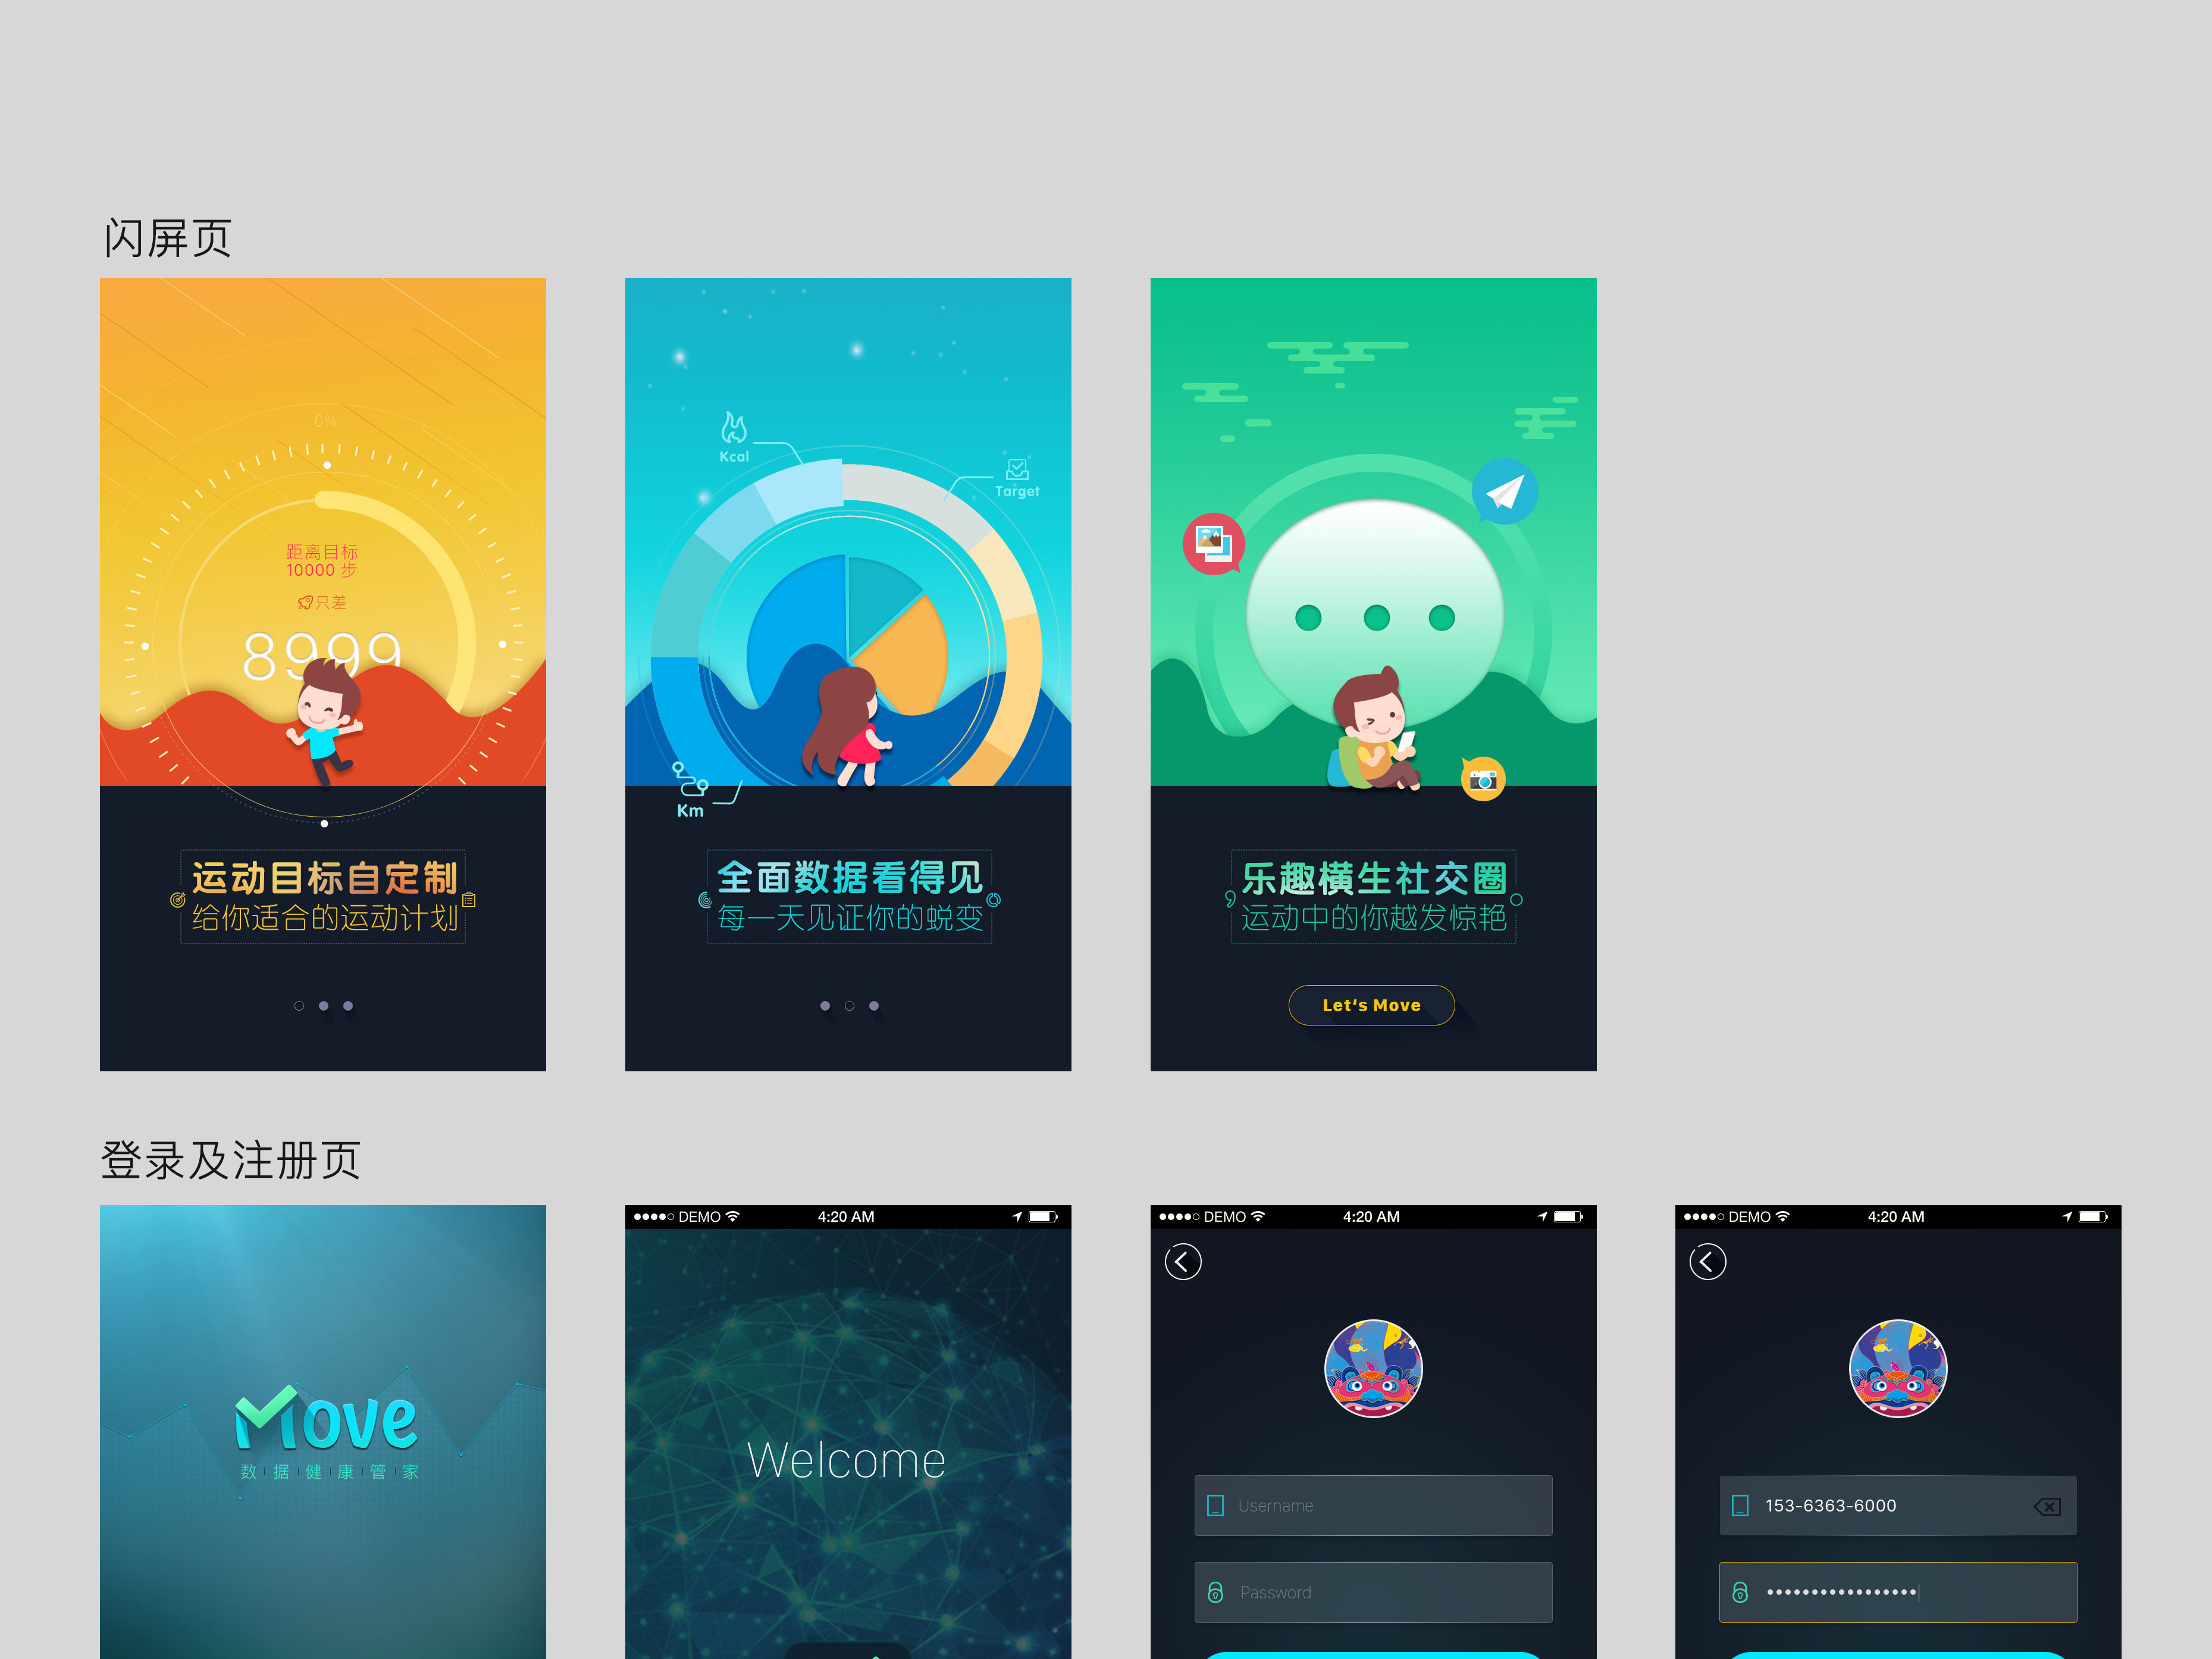 闪屏页
0%
距离目标
10000 步
只差
8999
运动目标自定制
给你适合的运动计划
Kcal
Target
Km
全面数据看得见
每一天见证你的蜕变
乐趣横生社交圈
运动中的你越发惊艳
Let's Move
登录及注册页
Move
数据健康管家
DEMO 4:20 AM
Welcome
DEMO 4:20 AM
Username
Password
DEMO 4:20 AM
153-6363-6000